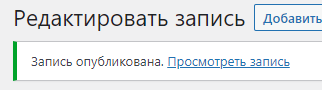 Редактировать запись Добавить
Запись опубликована. Просмотреть запись